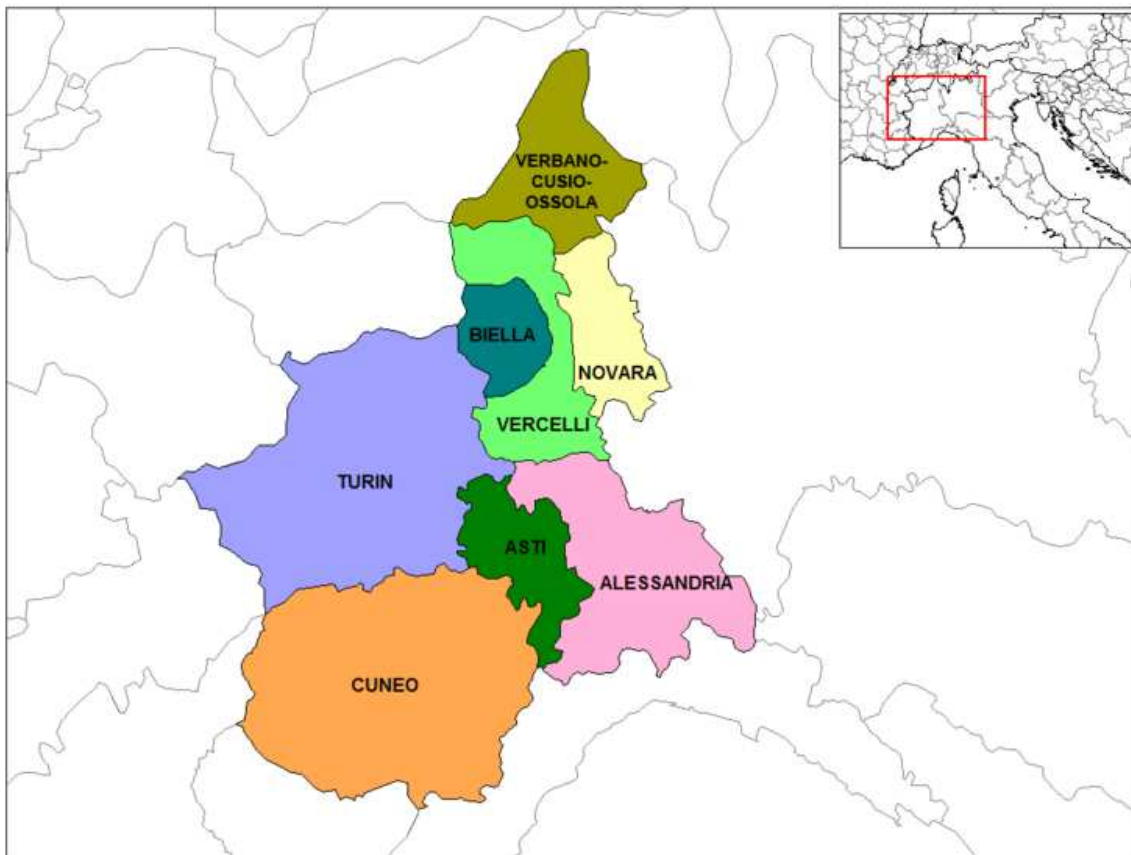 VERBANO-
CUSIO-
OSSOLA
BIELLA
NOVARA
VERCELLI
TURIN
ASTI
ALESSANDRIA
CUNEO